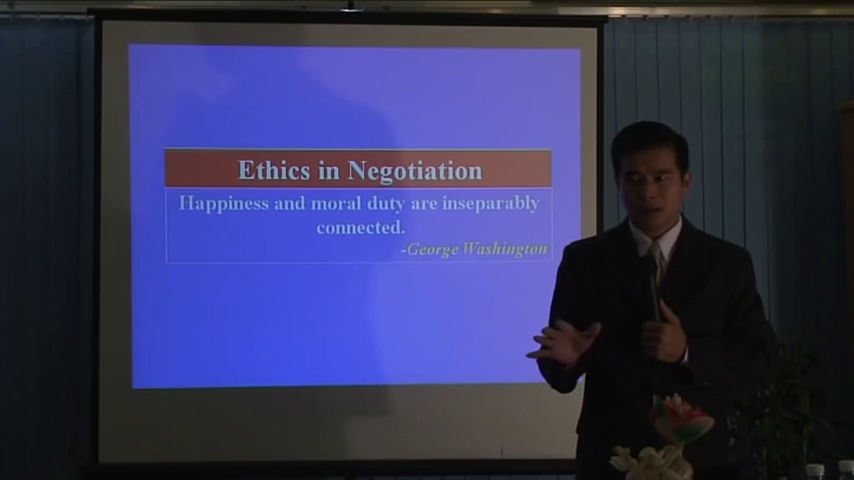 Ethics in Negotiation
Happiness and moral duty are inseparably
connected.
-George Washington